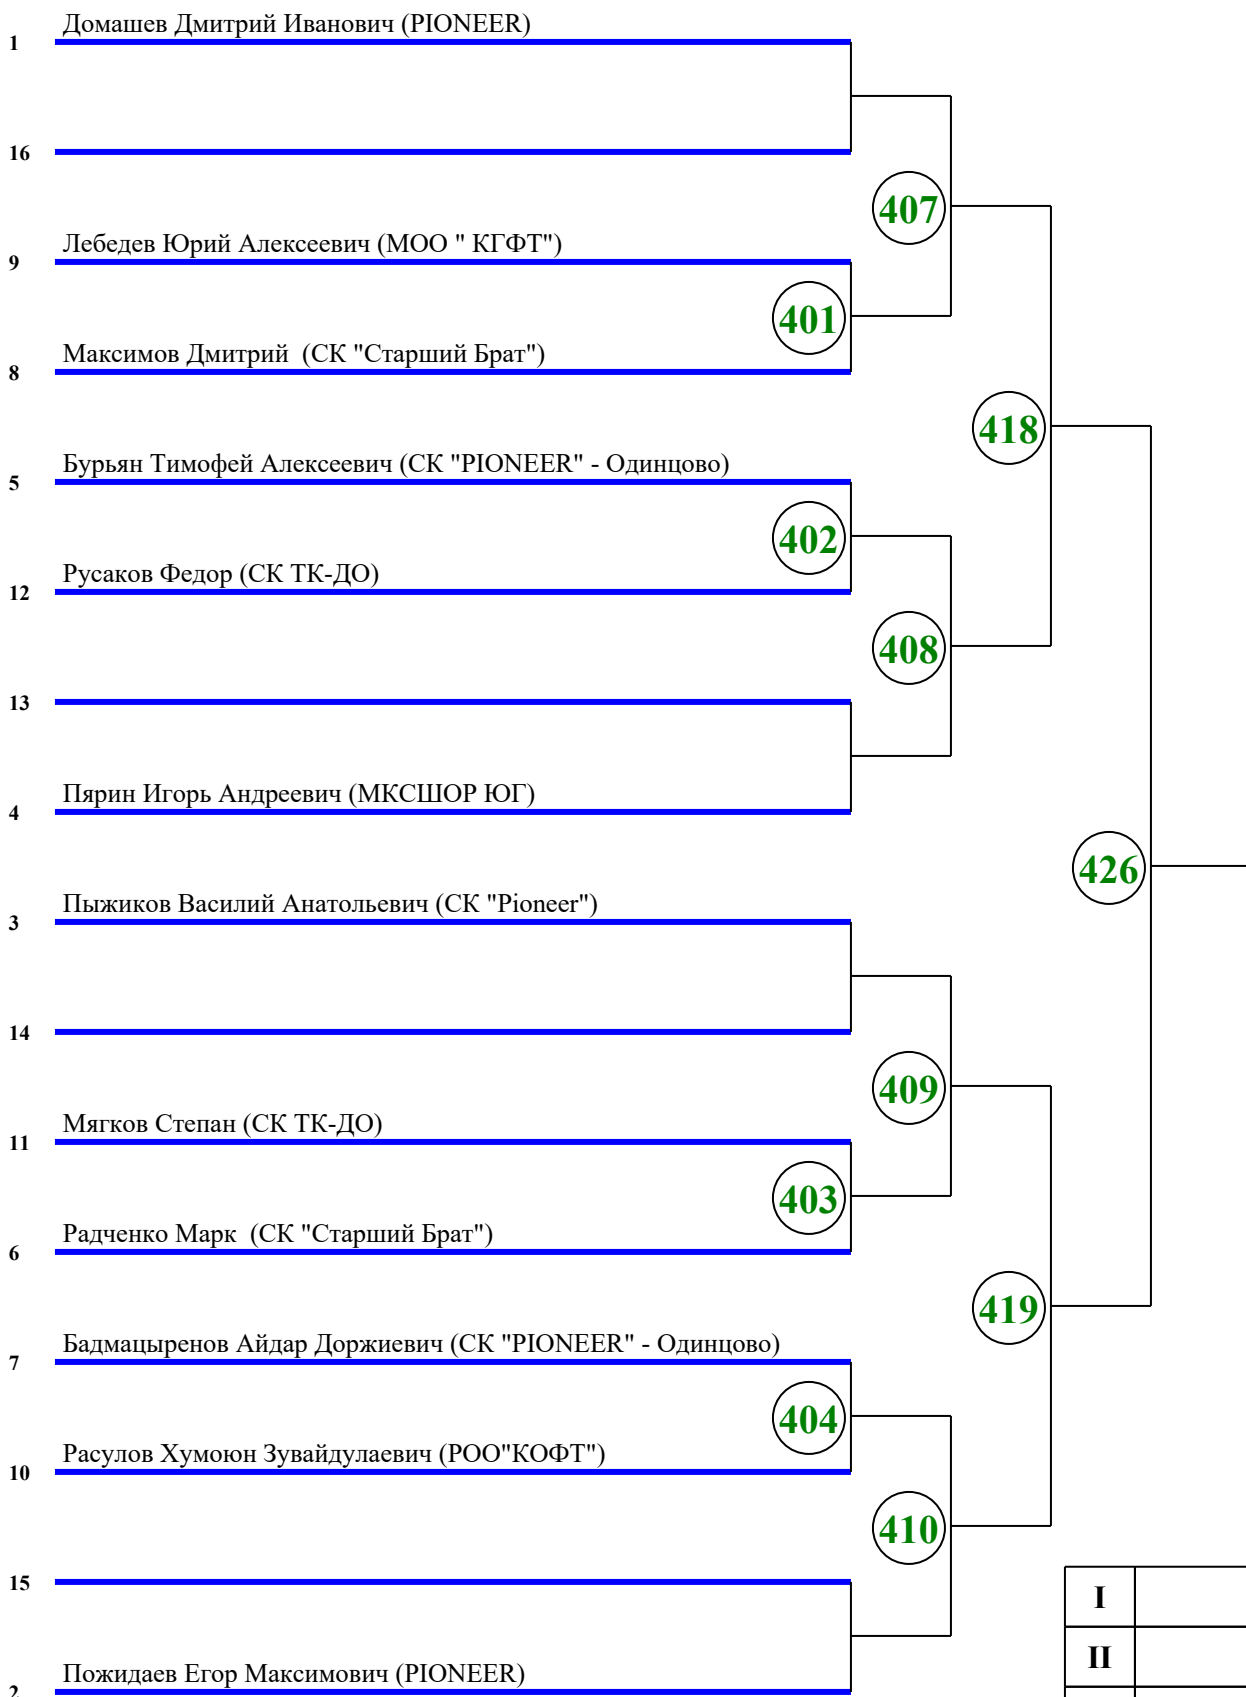 Домашев Дмитрий Иванович (PIONEER)
1
16
407
Лебедев Юрий Алексеевич (МОО " КГФТ")
9
401
Максимов Дмитрий  (СК "Старший Брат")
8
418
Бурьян Тимофей Алексеевич (СК "PIONEER" - Одинцово)
5
402
Русаков Федор (СК ТК-ДО)
12
408
13
Пярин Игорь Андреевич (МКСШОР ЮГ)
4
426
Пыжиков Василий Анатольевич (СК "Pioneer")
3
14
409
Мягков Степан (СК ТК-ДО)
11
403
Радченко Марк  (СК "Старший Брат")
6
419
Бадмацыренов Айдар Доржиевич (СК "PIONEER" - Одинцово)
7
404
Расулов Хумоюн Зувайдулаевич (РОО"КОФТ")
10
410
15
I
II
Пожидаев Егор Максимович (PIONEER)
2